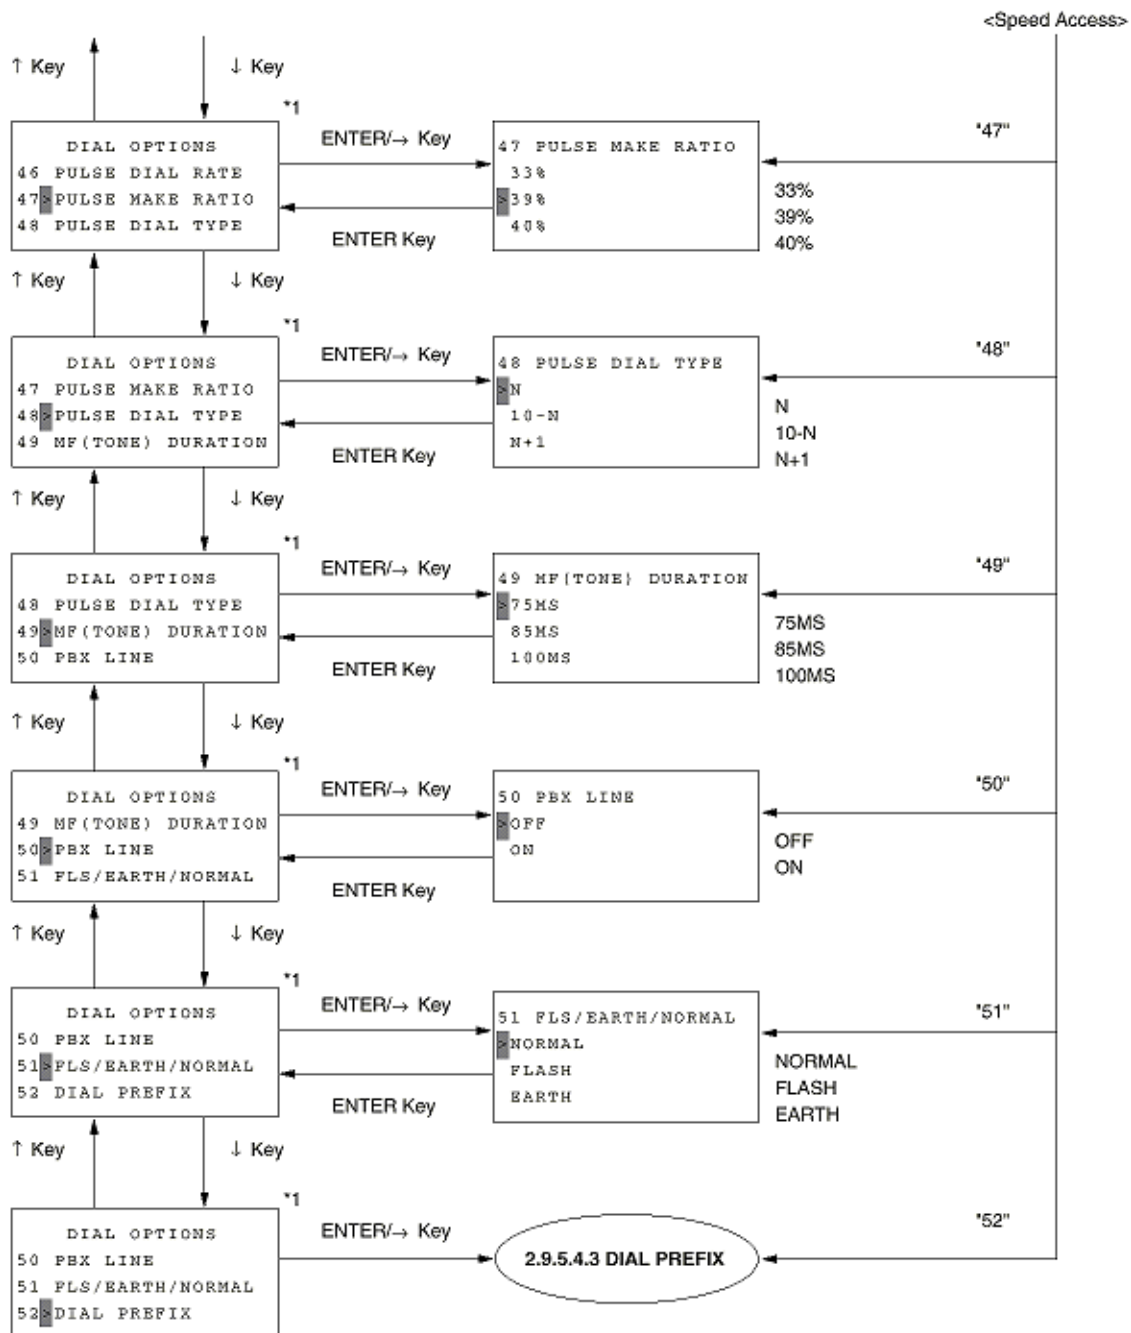 <Speed Access>
↑ Key
↓ Key
*1
DIAL OPTIONS
46 PULSE DIAL RATE
47>PULSE MAKE RATIO
48 PULSE DIAL TYPE
ENTER/→ Key
ENTER Key
47 PULSE MAKE RATIO
33%
>39%
40%
"47"
33%
39%
40%
↑ Key
↓ Key
*1
DIAL OPTIONS
47 PULSE MAKE RATIO
48>PULSE DIAL TYPE
49 MF(TONE) DURATION
ENTER/→ Key
ENTER Key
48 PULSE DIAL TYPE
>N
10-N
N+1
"48"
N
10-N
N+1
↑ Key
↓ Key
*1
DIAL OPTIONS
48 PULSE DIAL TYPE
49>MF(TONE) DURATION
50 PBX LINE
ENTER/→ Key
ENTER Key
49 MF(TONE) DURATION
>75MS
85MS
100MS
"49"
75MS
85MS
100MS
↑ Key
↓ Key
*1
DIAL OPTIONS
49 MF(TONE) DURATION
50>PBX LINE
51 FLS/EARTH/NORMAL
ENTER/→ Key
ENTER Key
50 PBX LINE
>OFF
ON
"50"
OFF
ON
↑ Key
↓ Key
*1
DIAL OPTIONS
50 PBX LINE
51>FLS/EARTH/NORMAL
52 DIAL PREFIX
ENTER/→ Key
ENTER Key
51 FLS/EARTH/NORMAL
>NORMAL
FLASH
EARTH
"51"
NORMAL
FLASH
EARTH
↑ Key
↓ Key
*1
DIAL OPTIONS
50 PBX LINE
51 FLS/EARTH/NORMAL
52>DIAL PREFIX
ENTER/→ Key
2.9.5.4.3 DIAL PREFIX
"52"